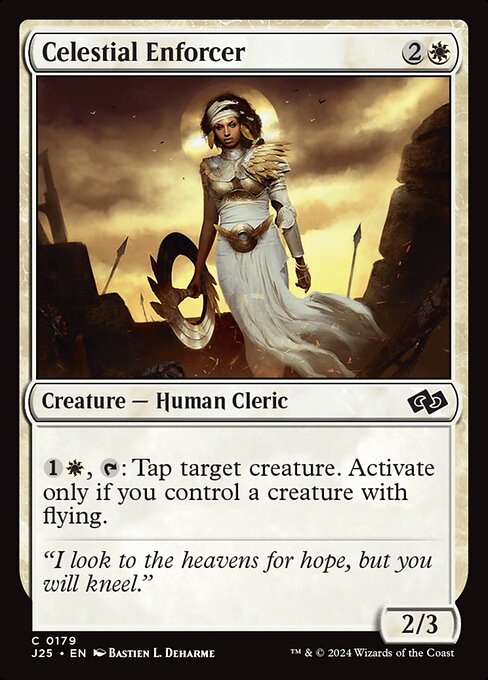 Celestial Enforcer 2
Creature — Human Cleric
1, : Tap target creature. Activate
only if you control a creature with
flying.
“I look to the heavens for hope, but you
will kneel.”
2/3
C 0179
J25 • EN Bastien L. Deharme
™ & © 2024 Wizards of the Coast